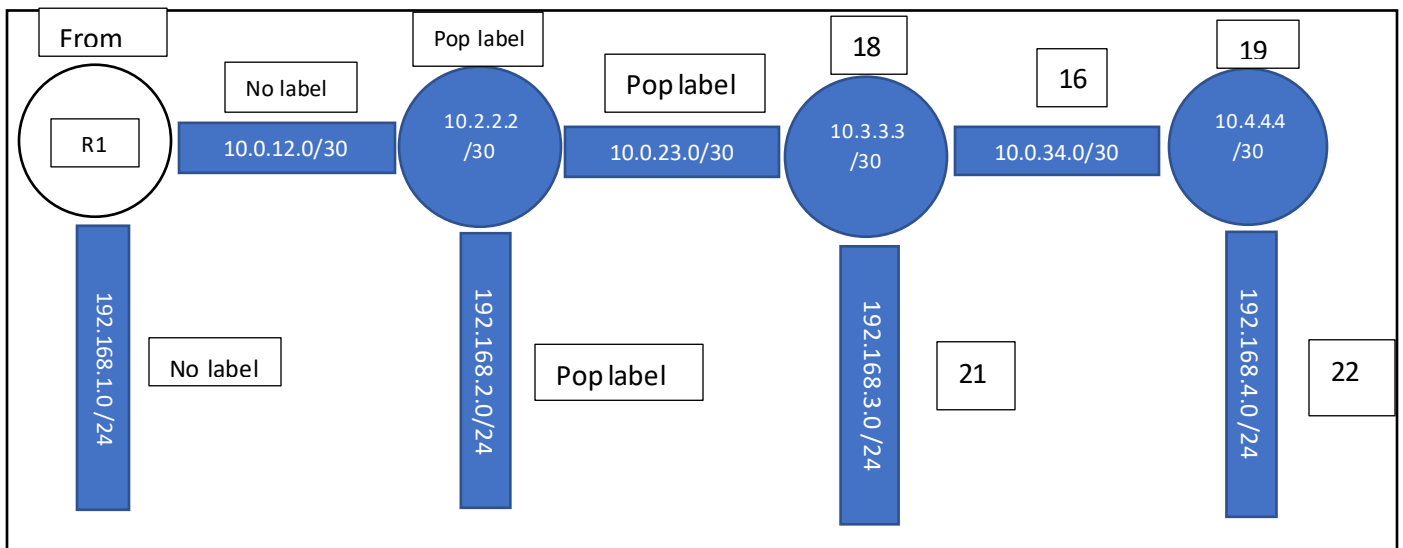 From
Pop label
18
19
No label
Pop label
16
R1
10.0.12.0/30
10.2.2.2
/30
10.0.23.0/30
10.3.3.3
/30
10.0.34.0/30
10.4.4.4
/30
192.168.1.0 /24
No label
192.168.2.0/24
Pop label
192.168.3.0 /24
21
192.168.4.0 /24
22